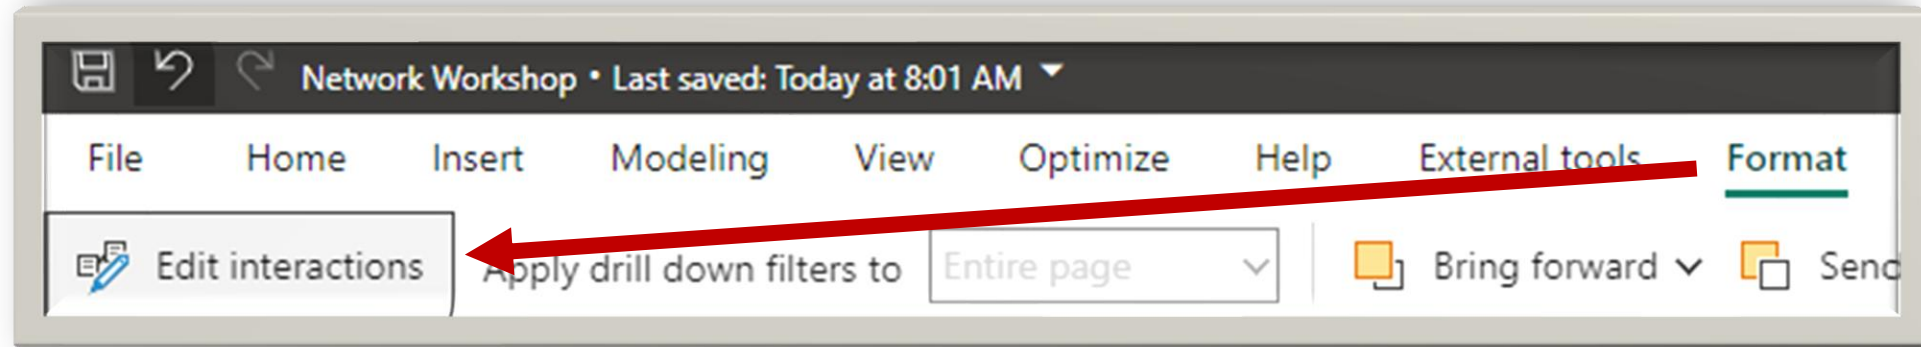 Network Workshop • Last saved: Today at 8:01 AM
File Home Insert Modeling View Optimize Help External tools Format
Edit interactions Apply drill down filters to Entire page Bring forward Send